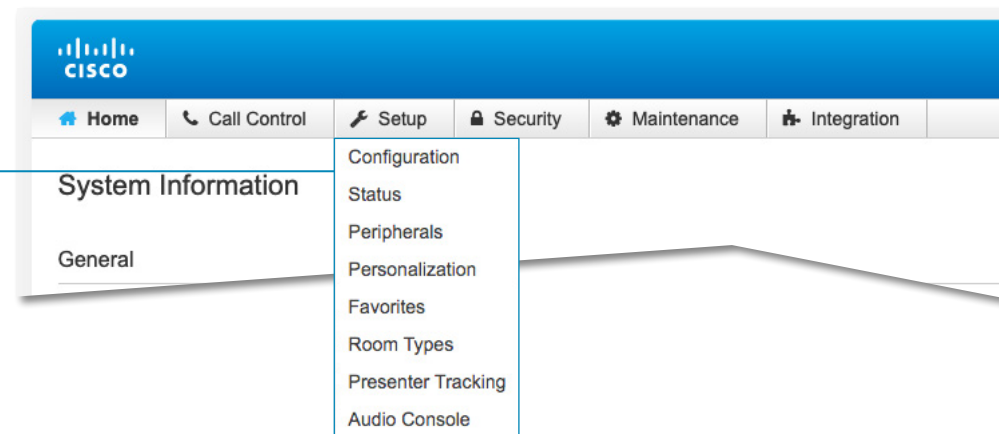 CISCO
Home Call Control Setup Security Maintenance Integration
System Information
General
Configuration
Status
Peripherals
Personalization
Favorites
Room Types
Presenter Tracking
Audio Console